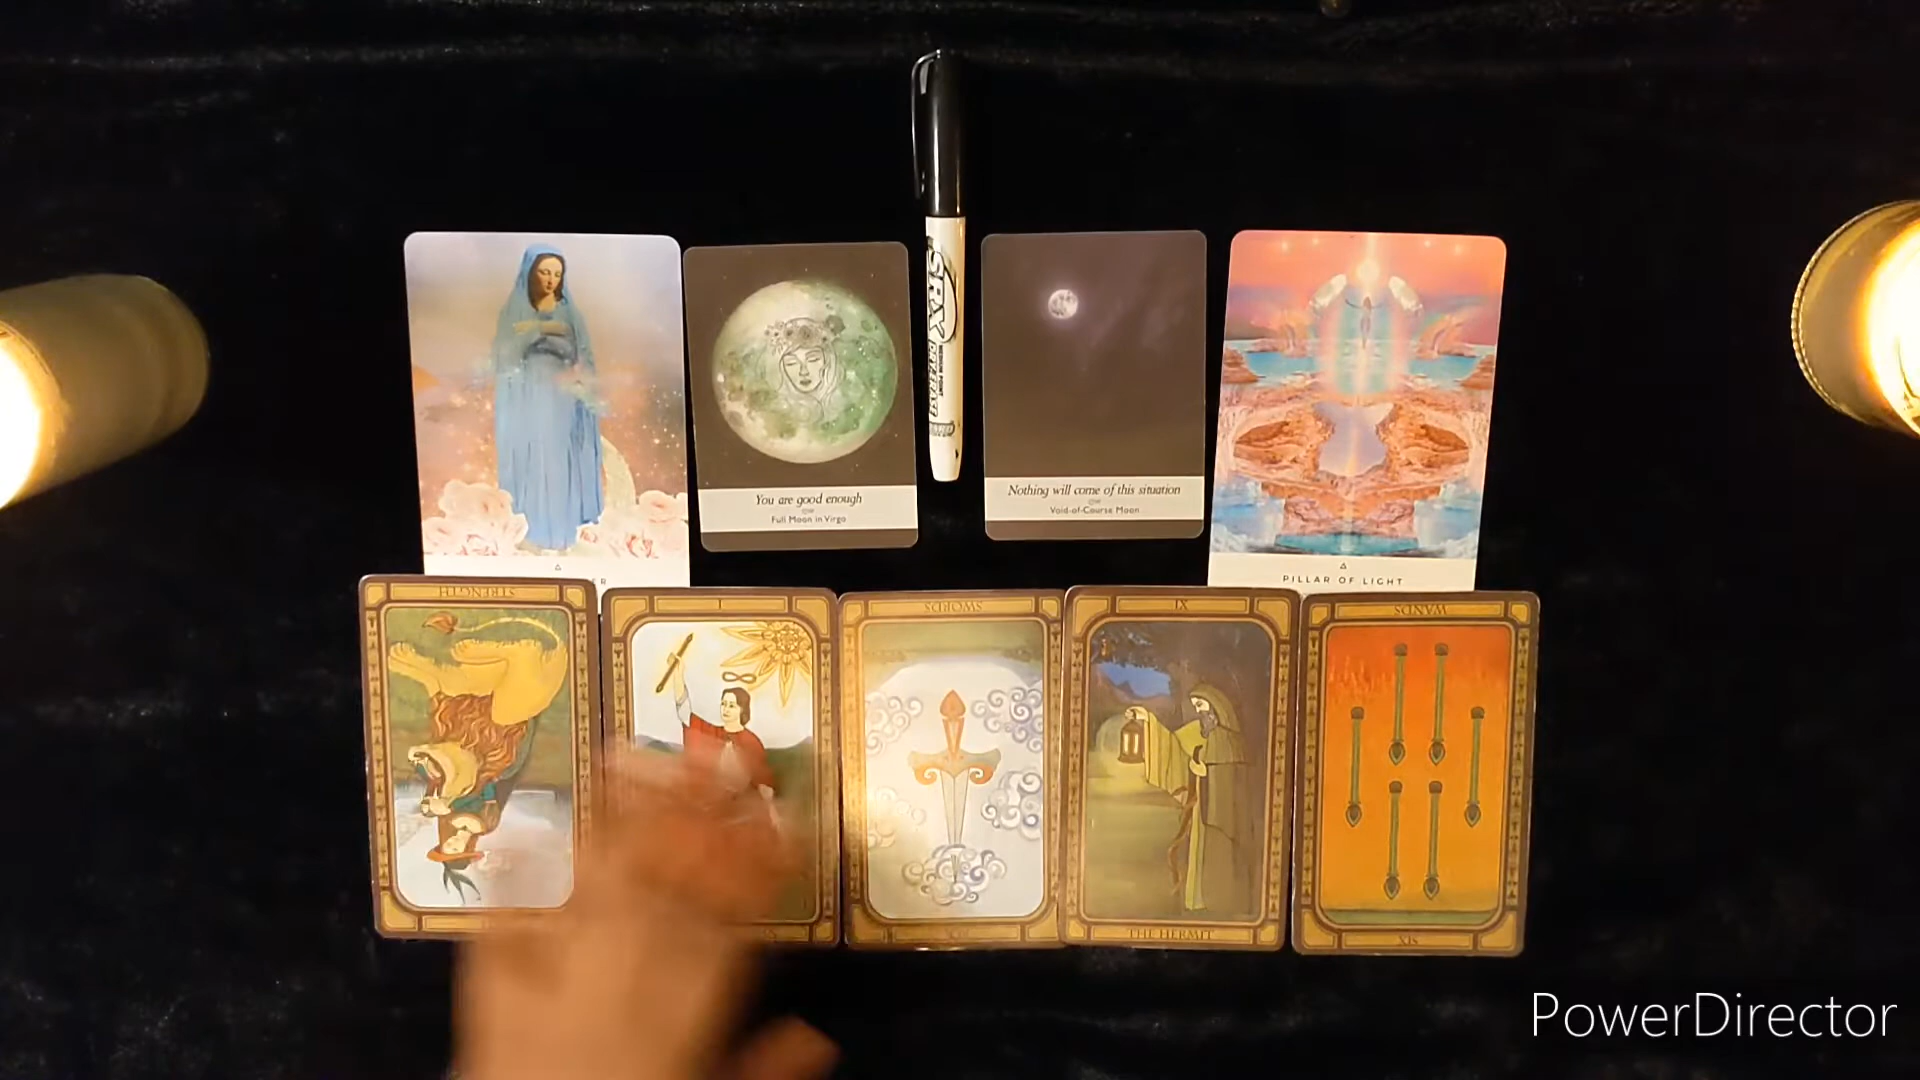 You are good enough
Full Moon in Virgo
Nothing will come of this situation
Void-of-Course Moon
PILLAR OF LIGHT
STRENGTH
I
SWORDS
IX
WANDS
THE HERMIT
SIX
PowerDirector